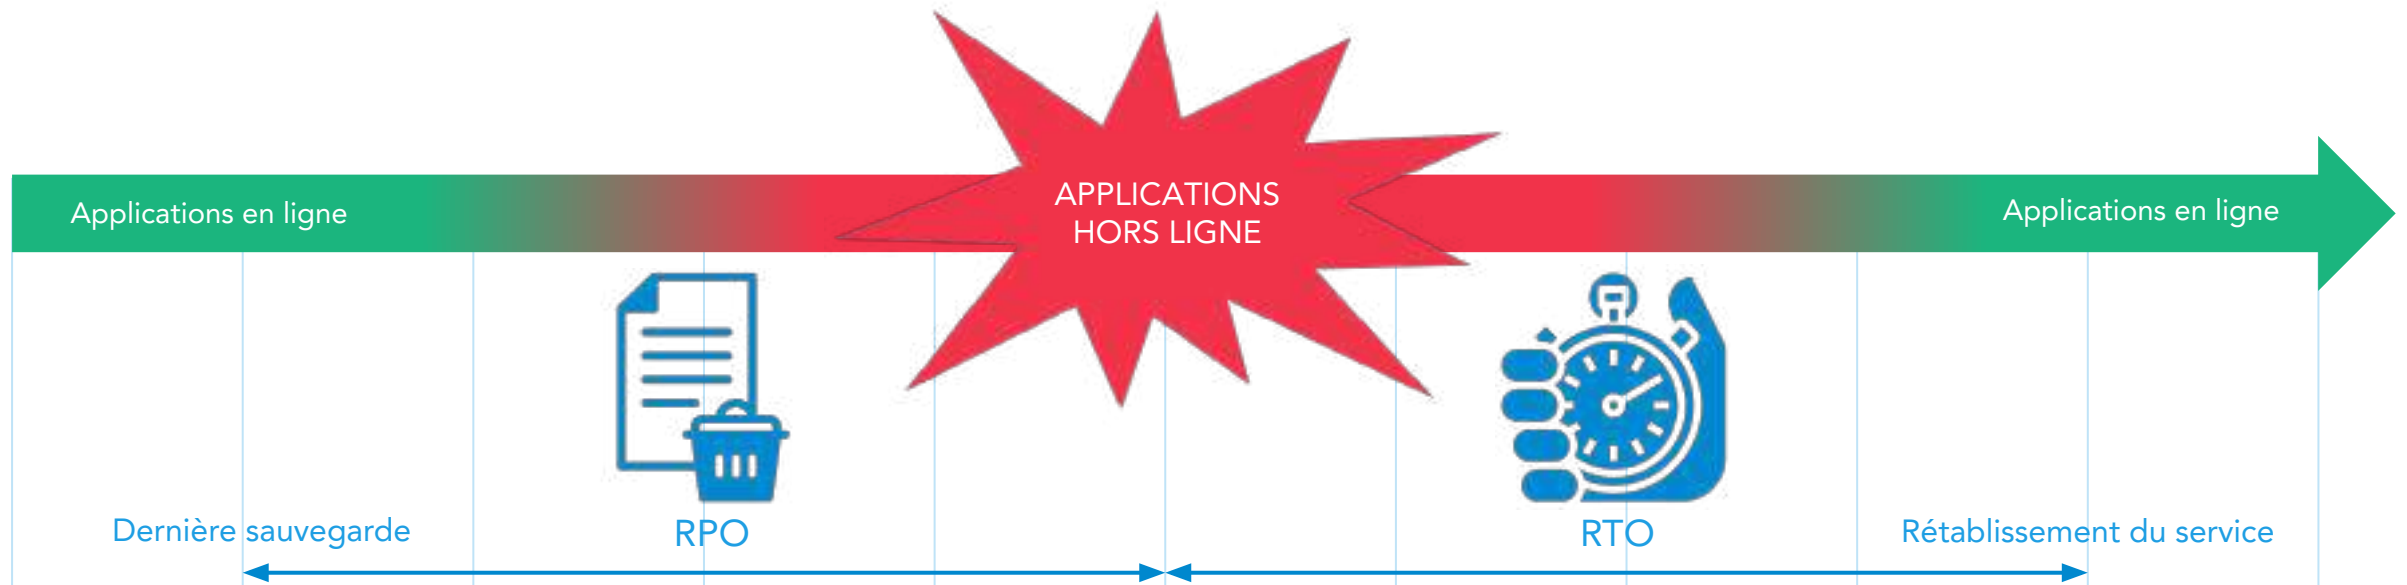 APPLICATIONS
HORS LIGNE
Applications en ligne
Applications en ligne
Dernière sauvegarde
RPO
RTO
Rétablissement du service